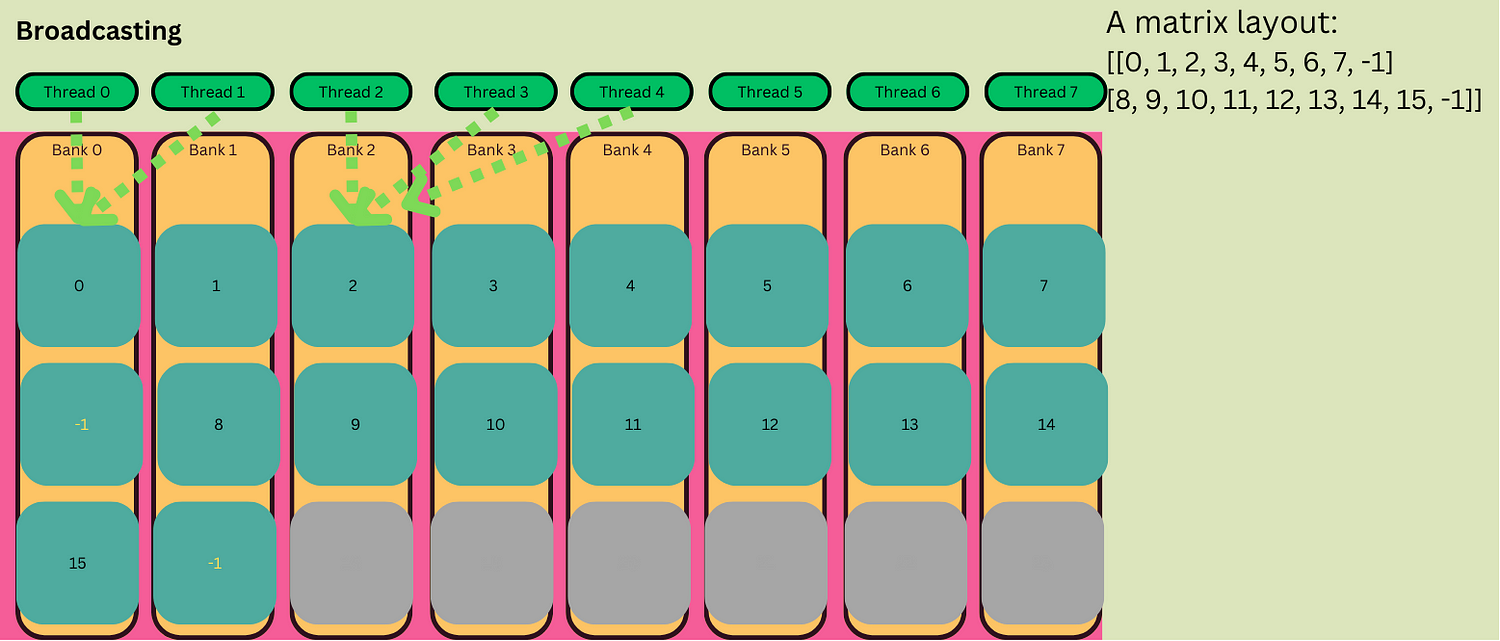 Broadcasting
A matrix layout:
[[0, 1, 2, 3, 4, 5, 6, 7, -1]
[8, 9, 10, 11, 12, 13, 14, 15, -1]]
Thread 0 Thread 1 Thread 2 Thread 3 Thread 4 Thread 5 Thread 6 Thread 7
Bank 0 Bank 1 Bank 2 Bank 3 Bank 4 Bank 5 Bank 6 Bank 7
0 1 2 3 4 5 6 7
-1 8 9 10 11 12 13 14
15 -1